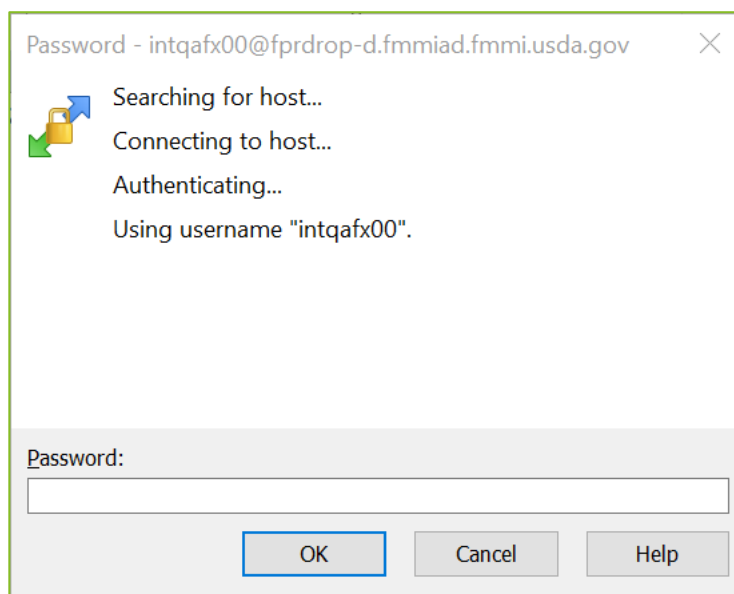 Password - intqafx00@fprdrop-d.fmmiad.fmmi.usda.gov
Searching for host...
Connecting to host...
Authenticating...
Using username "intqafx00".
Password:
OK
Cancel
Help